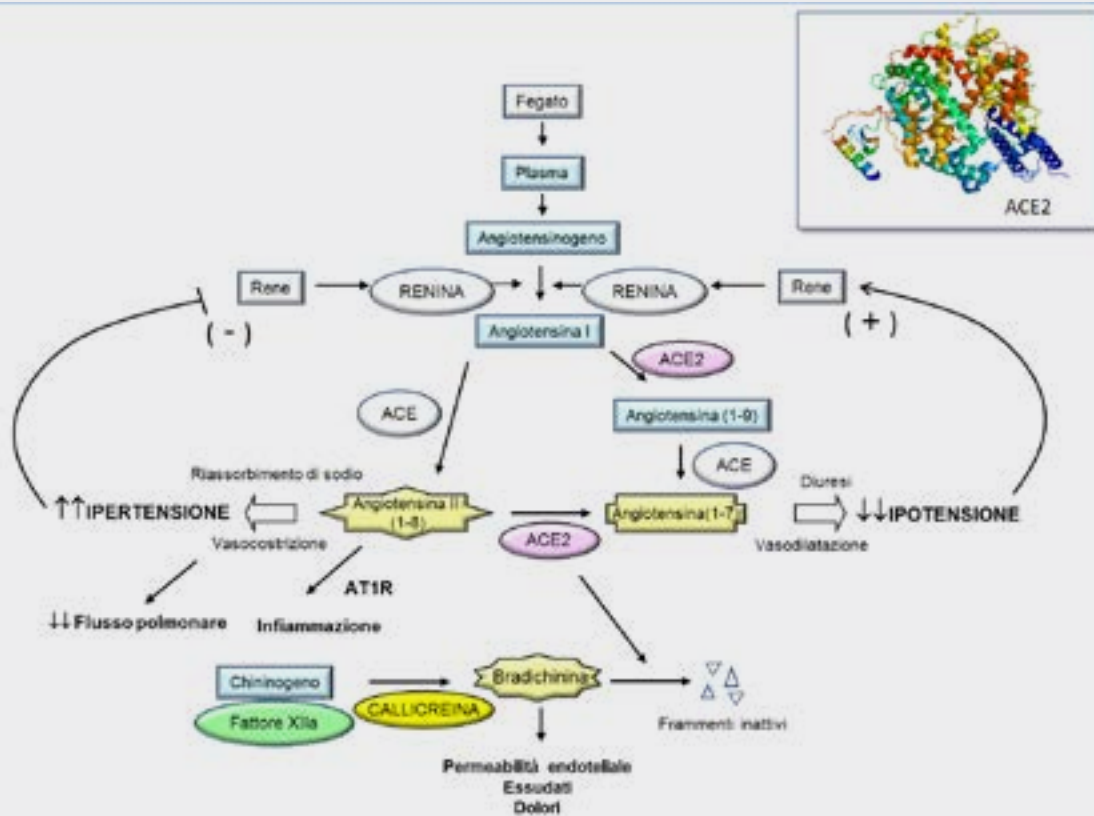 ACE2
Fegato
Plasma
Angiotensinogeno
Rene
RENINA
RENINA
Rene
( - )
( + )
Angiotensina I
ACE2
ACE
Angiotensina (1-9)
ACE
Riassorbimento di sodio
Diuresi
↑↑IPERTENSIONE
Angiotensina II
(1-8)
Angiotensina(1-7)
↓↓IPOTENSIONE
Vasocostrizione
ACE2
Vasodilatazione
AT1R
↓↓Flusso polmonare
Infiammazione
Chininogeno
Bradichinina
Fattore XIIa
CALLICREINA
Frammenti inattivi
Permeabilità endoteliale
Essudati
Dolori